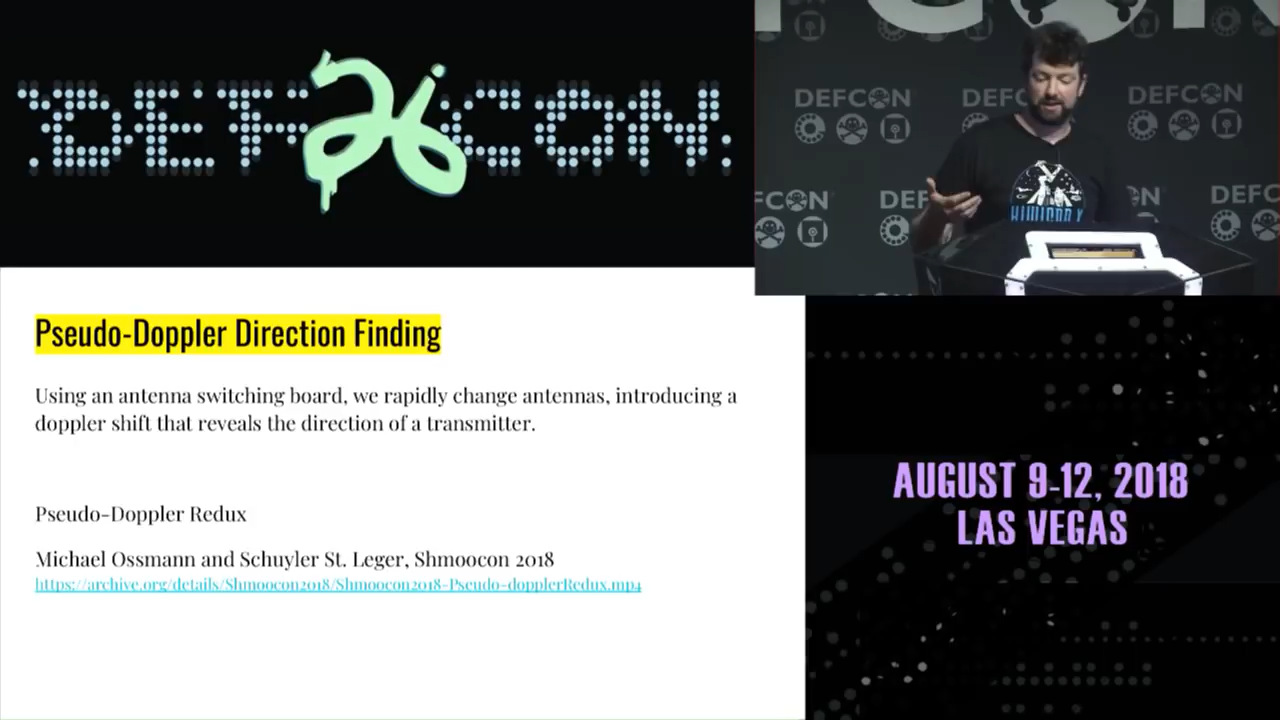 DEF 26 CON
DEFCON
DEFCON
DEFCON
DEFCON
DEF
DEFCON
Pseudo-Doppler Direction Finding
Using an antenna switching board, we rapidly change antennas, introducing a
doppler shift that reveals the direction of a transmitter.
Pseudo-Doppler Redux
Michael Ossmann and Schuyler St. Leger, Shmoocon 2018
https://archive.org/details/Shmoocon2018/Shmoocon2018-Pseudo-dopplerRedux.mp4
AUGUST 9-12, 2018
LAS VEGAS